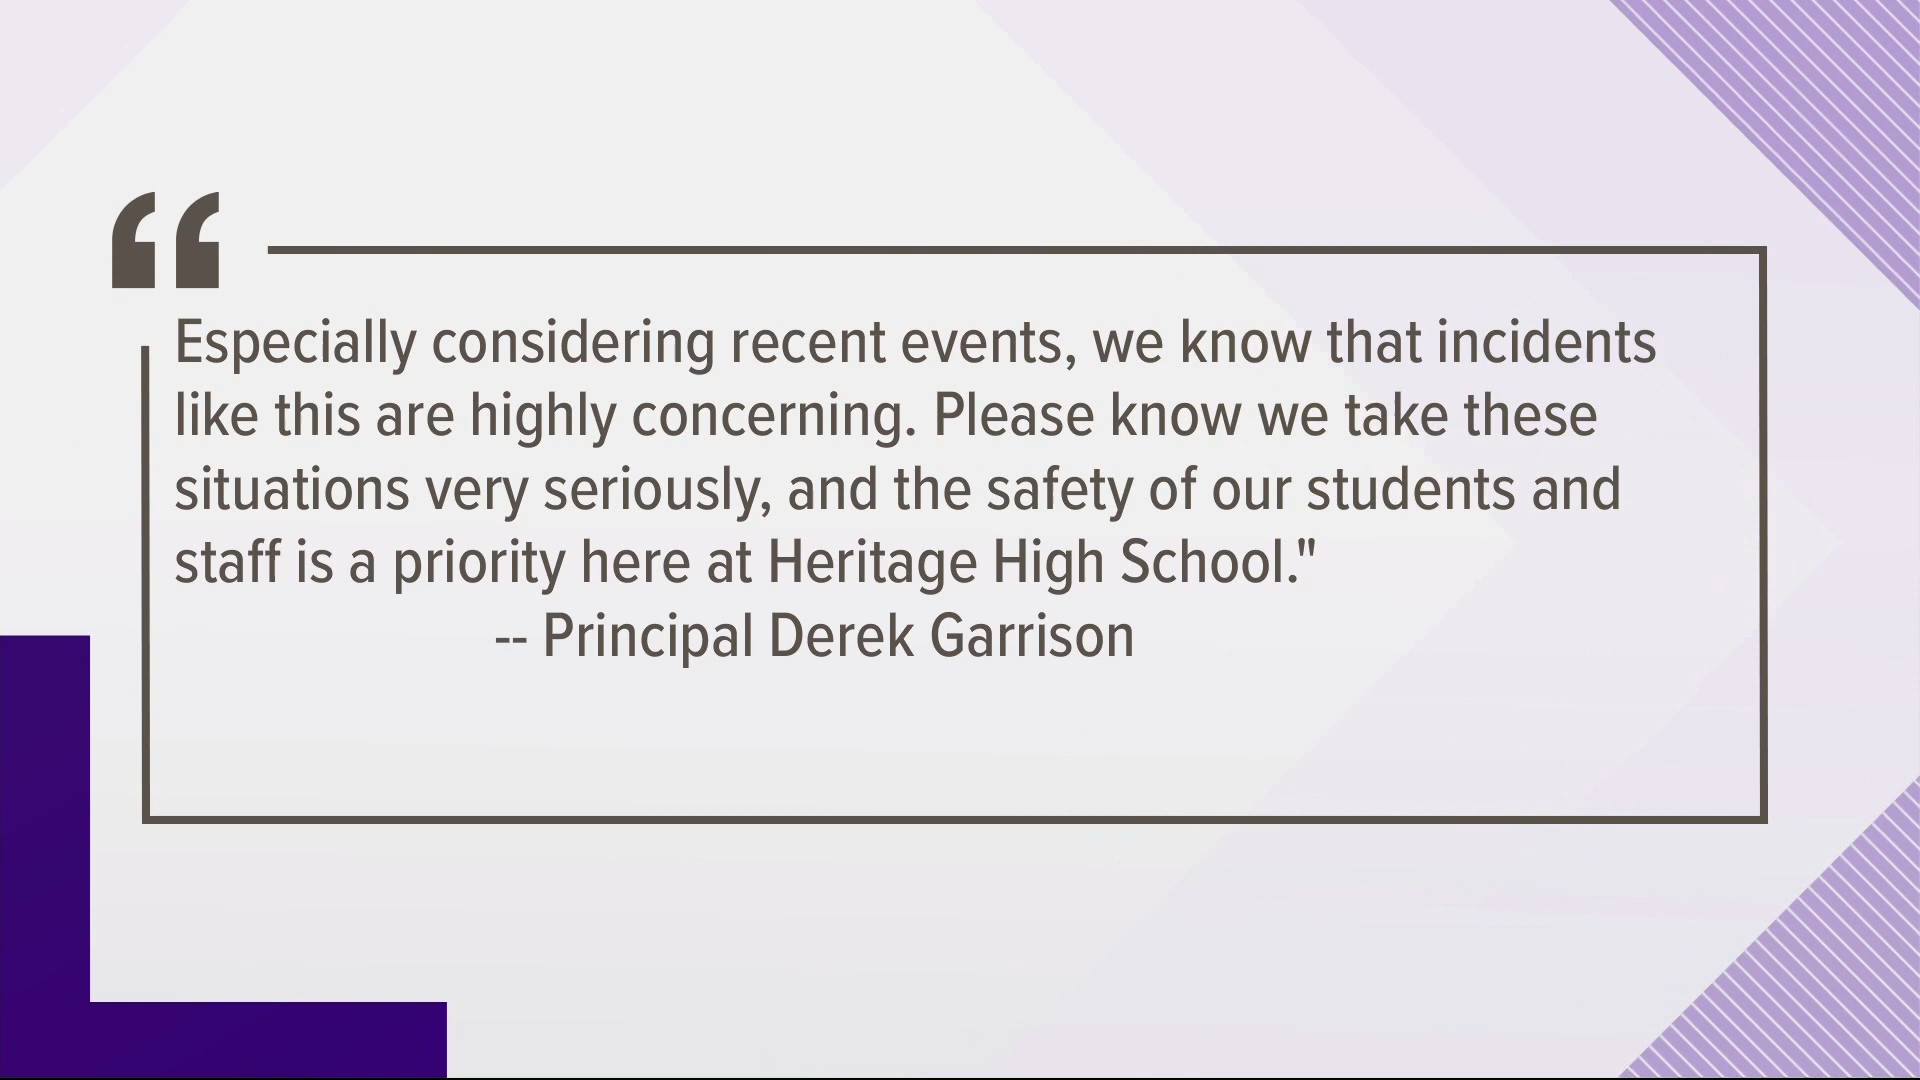 “
Especially considering recent events, we know that incidents
like this are highly concerning. Please know we take these
situations very seriously, and the safety of our students and
staff is a priority here at Heritage High School."
-- Principal Derek Garrison